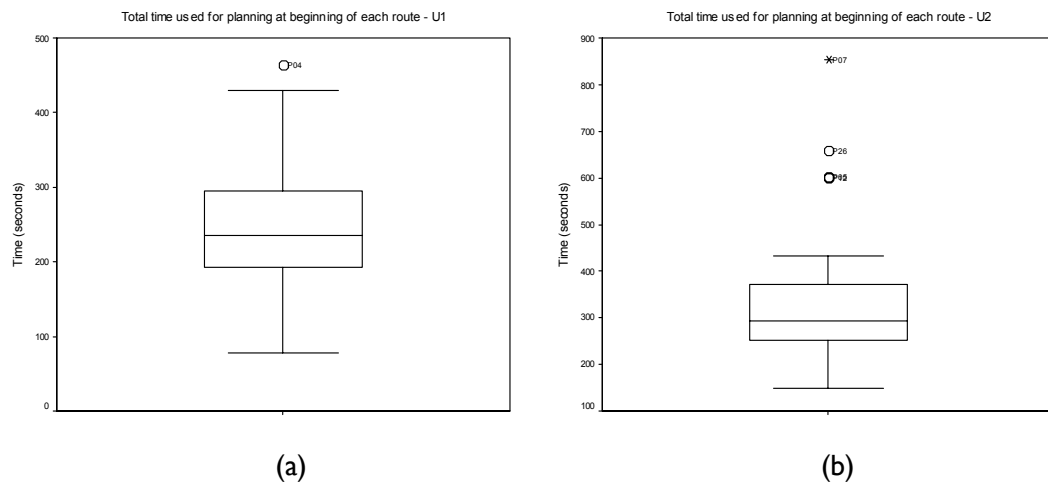 Total time used for planning at beginning of each route - U1
500
400
300
200
100
0
Time (seconds)
P04
(a)
Total time used for planning at beginning of each route - U2
900
800
700
600
500
400
300
200
100
Time (seconds)
P07
P26
(b)